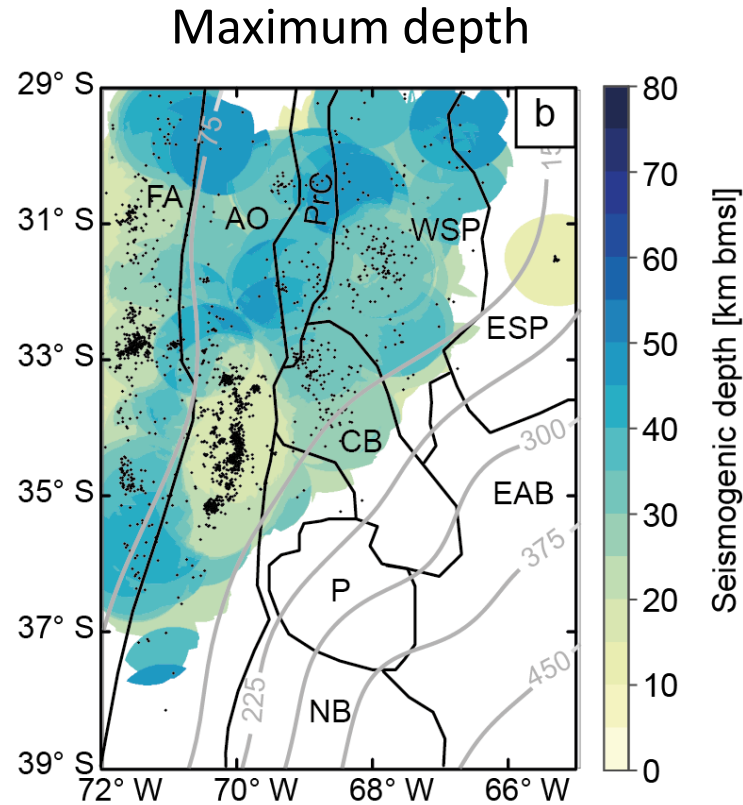 Maximum depth
29° S
31° S
33° S
35° S
37° S
39° S
72° W
70° W
68° W
66° W
b
75
15
FA
AO
PrC
WSP
ESP
CB
300
EAB
375
P
450
225
NB
80
70
60
50
40
30
20
10
0
Seismogenic depth [km bmsl]